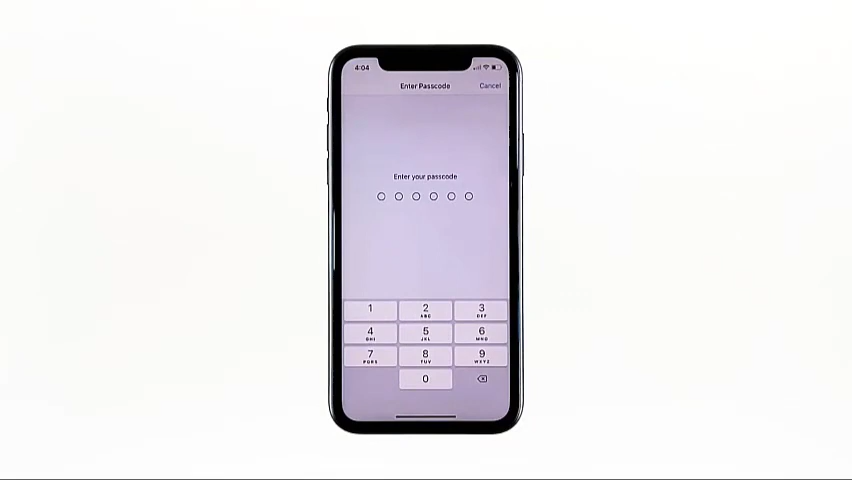 4:04
Enter Passcode Cancel
Enter your passcode
1 2 3
ABC DEF
4 5 6
GHI JKL MNO
7 8 9
PQRS TUV WXYZ
0